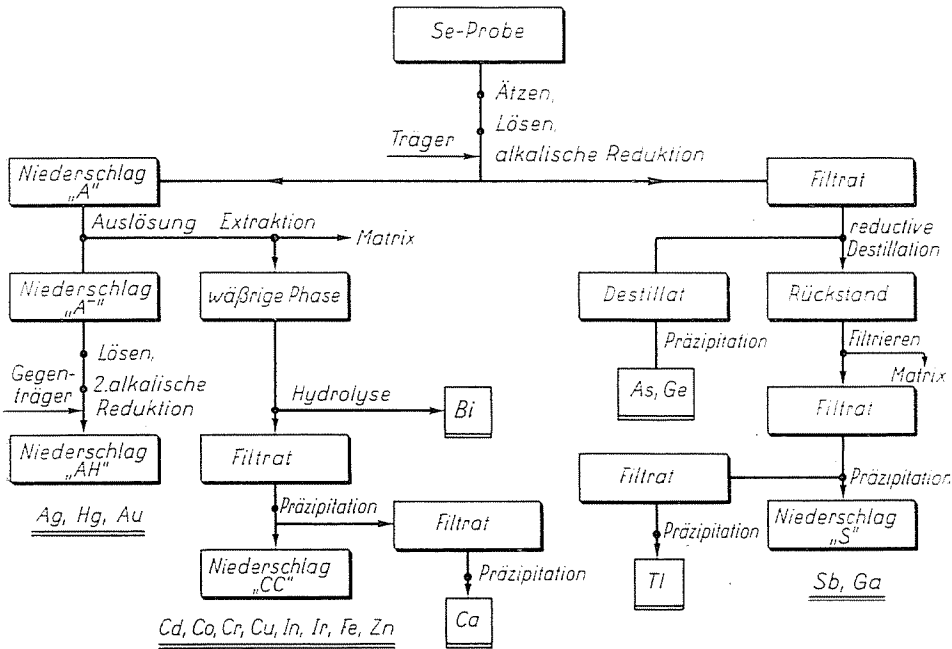 Se-Probe
Ätzen,
Lösen,
Träger
alkalische Reduktion
Niederschlag
„A“
Filtrat
Auslösung
Extraktion
Matrix
reductive
Destillation
Niederschlag
„A⁻“
wäßrige Phase
Destillat
Rückstand
Lösen,
Gegen-
träger
2. alkalische
Reduktion
Hydrolyse
Bi
Präzipitation
As, Ge
Filtrieren
Matrix
Filtrat
Niederschlag
„AH“
Ag, Hg, Au
Filtrat
Präzipitation
Filtrat
Niederschlag
„CC“
Präzipitation
Ca
Cd, Co, Cr, Cu, In, Ir, Fe, Zn
Filtrat
Präzipitation
Präzipitation
Tl
Niederschlag
„S“
Sb, Ga